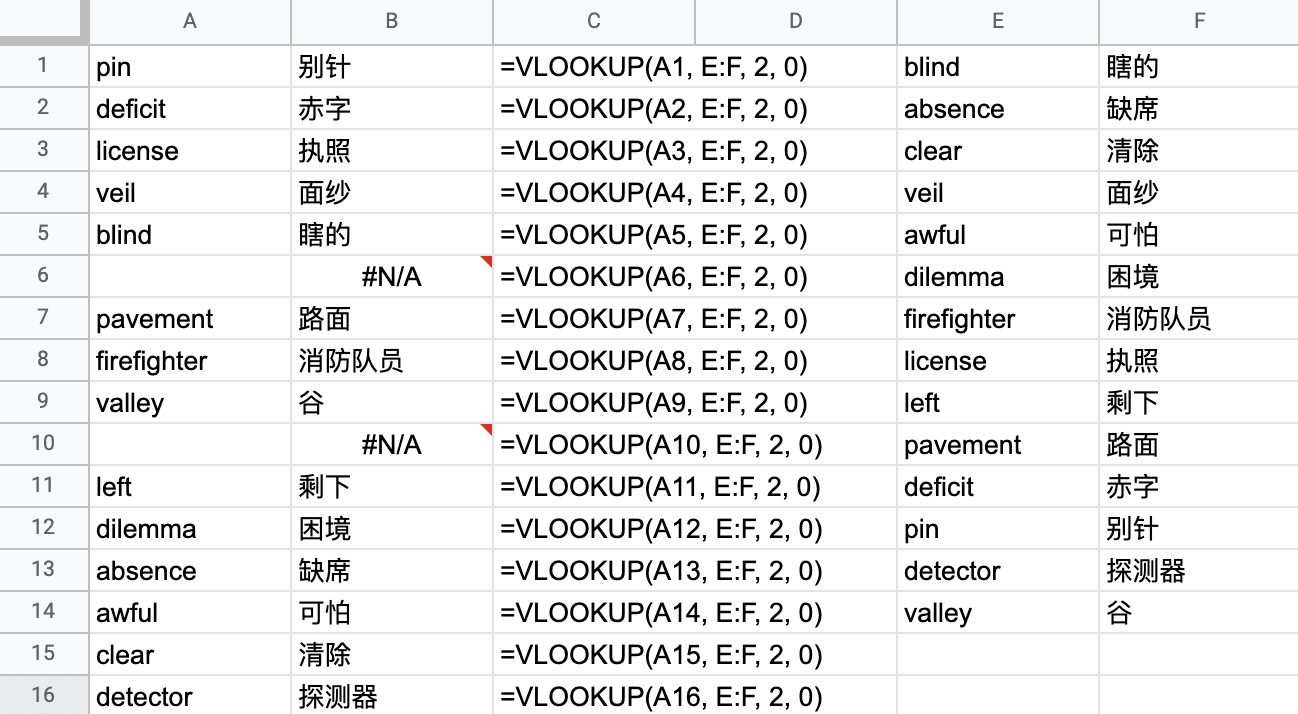 A B C D E F
1 pin 别针 =VLOOKUP(A1, E:F, 2, 0) blind 瞎的
2 deficit 赤字 =VLOOKUP(A2, E:F, 2, 0) absence 缺席
3 license 执照 =VLOOKUP(A3, E:F, 2, 0) clear 清除
4 veil 面纱 =VLOOKUP(A4, E:F, 2, 0) veil 面纱
5 blind 瞎的 =VLOOKUP(A5, E:F, 2, 0) awful 可怕
6 #N/A =VLOOKUP(A6, E:F, 2, 0) dilemma 困境
7 pavement 路面 =VLOOKUP(A7, E:F, 2, 0) firefighter 消防队员
8 firefighter 消防队员 =VLOOKUP(A8, E:F, 2, 0) license 执照
9 valley 谷 =VLOOKUP(A9, E:F, 2, 0) left 剩下
10 #N/A =VLOOKUP(A10, E:F, 2, 0) pavement 路面
11 left 剩下 =VLOOKUP(A11, E:F, 2, 0) deficit 赤字
12 dilemma 困境 =VLOOKUP(A12, E:F, 2, 0) pin 别针
13 absence 缺席 =VLOOKUP(A13, E:F, 2, 0) detector 探测器
14 awful 可怕 =VLOOKUP(A14, E:F, 2, 0) valley 谷
15 clear 清除 =VLOOKUP(A15, E:F, 2, 0)
16 detector 探测器 =VLOOKUP(A16, E:F, 2, 0)